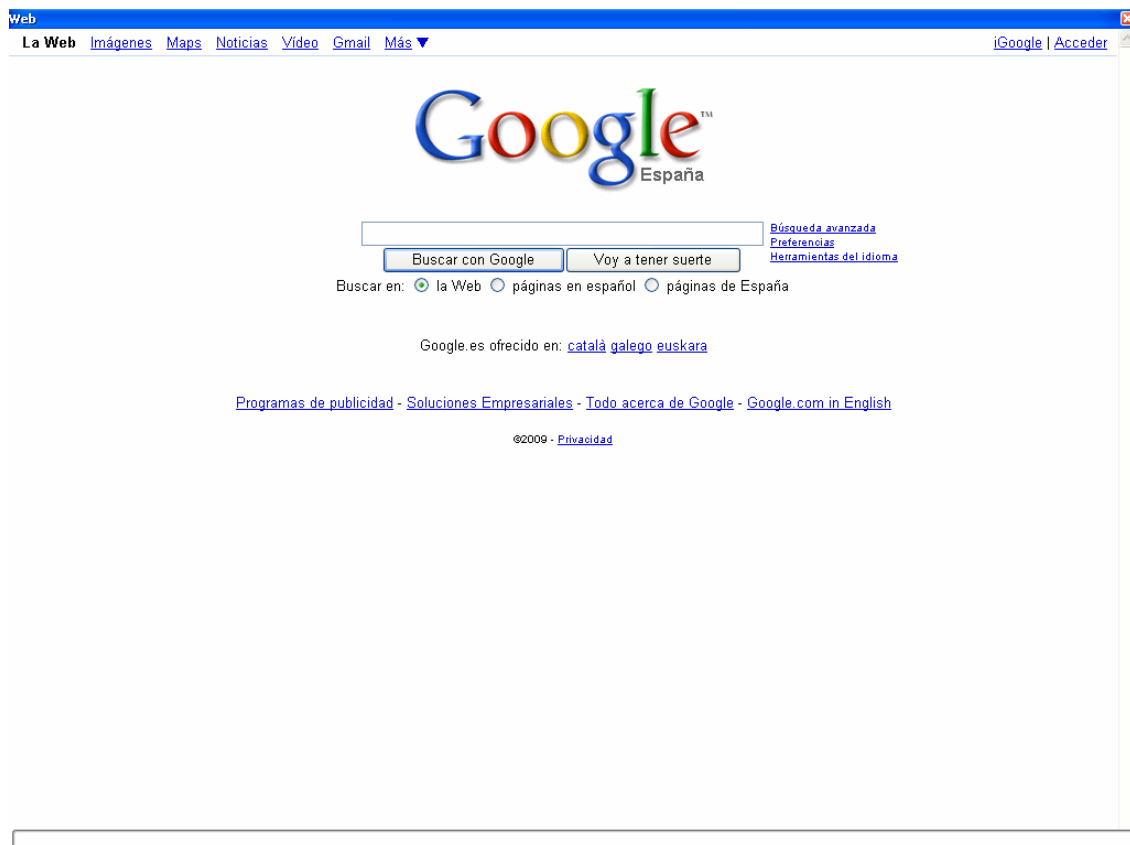 Web
La Web Imágenes Maps Noticias Vídeo Gmail Más ▼ iGoogle | Acceder
Google™
España
Búsqueda avanzada
Preferencias
Buscar con Google Voy a tener suerte Herramientas del idioma
Buscar en: la Web páginas en español páginas de España
Google.es ofrecido en: català galego euskara
Programas de publicidad - Soluciones Empresariales - Todo acerca de Google - Google.com in English
©2009 - Privacidad